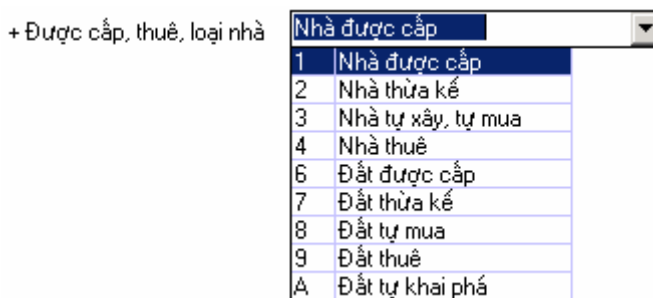 + Được cấp, thuê, loại nhà
Nhà được cấp
1 Nhà được cấp
2 Nhà thừa kế
3 Nhà tự xây, tự mua
4 Nhà thuê
6 Đất được cấp
7 Đất thừa kế
8 Đất tự mua
9 Đất thuê
A Đất tự khai phá